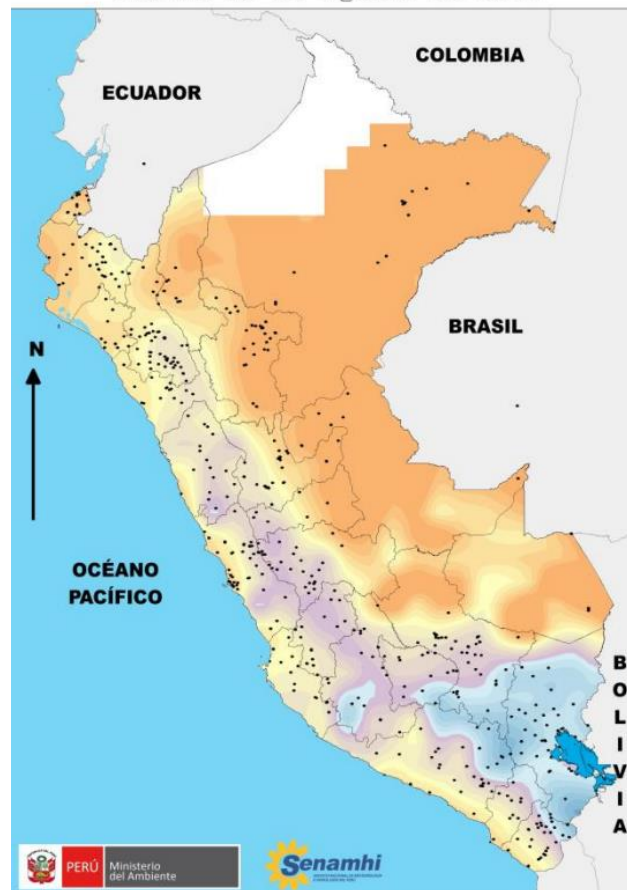 COLOMBIA
ECUADOR
BRASIL
N
OCÉANO
PACÍFICO
B
O
L
I
V
I
A
PERÚ
Ministerio
del Ambiente
Senamhi